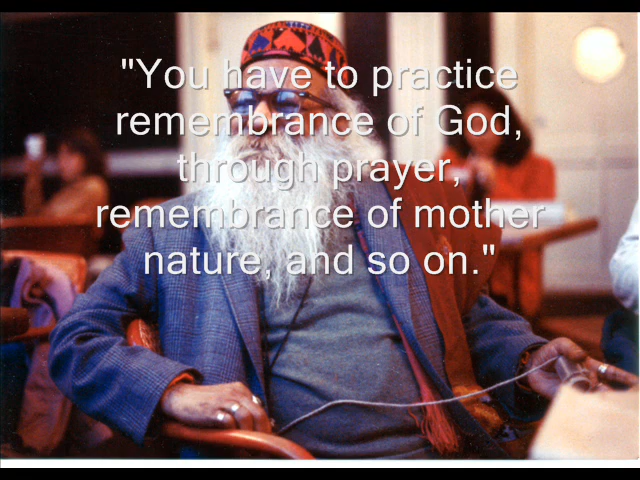 "You have to practice
remembrance of God,
through prayer,
remembrance of mother
nature, and so on."